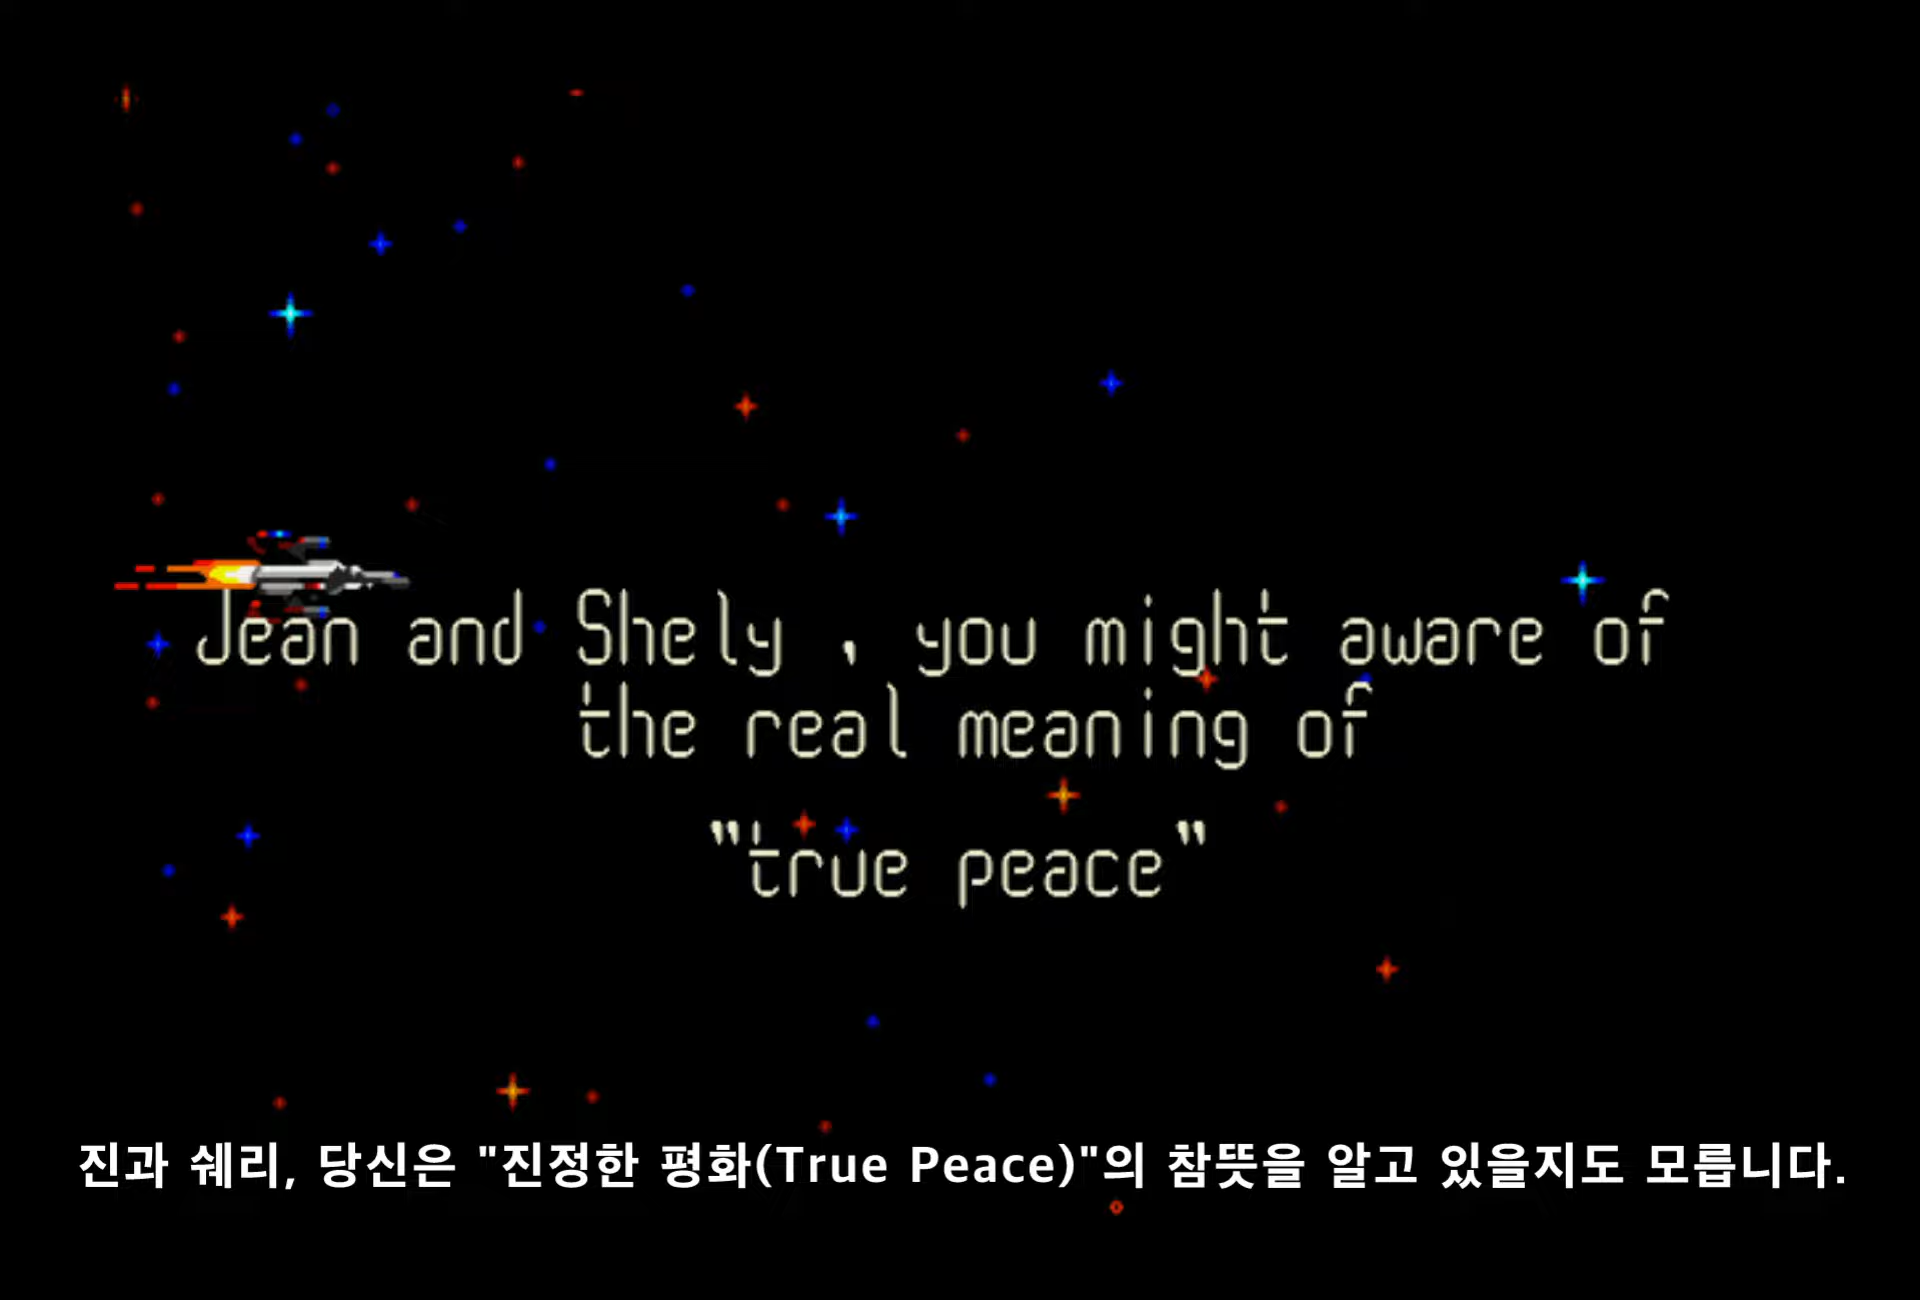 Jean and Shely , you might aware of
the real meaning of
"true peace"
진과 쉐리, 당신은 "진정한 평화(True Peace)"의 참뜻을 알고 있을지도 모릅니다.